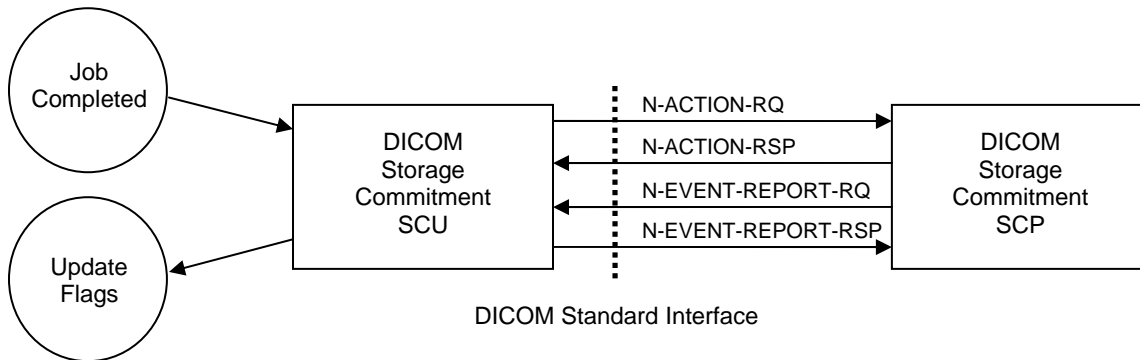 Job
Completed
Update
Flags
DICOM
Storage
Commitment
SCU
N-ACTION-RQ
N-ACTION-RSP
N-EVENT-REPORT-RQ
N-EVENT-REPORT-RSP
DICOM
Storage
Commitment
SCP
DICOM Standard Interface